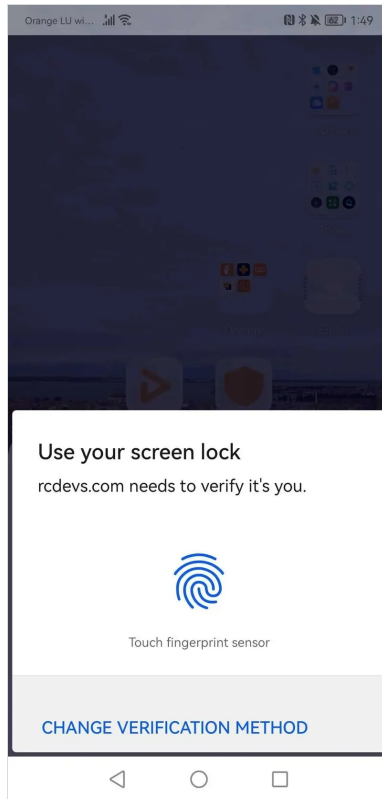 Orange LU wi... 62 1:49
Use your screen lock
rcdevs.com needs to verify it's you.
Touch fingerprint sensor
CHANGE VERIFICATION METHOD